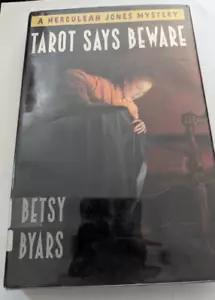 A HERCULEAH JONES MYSTERY
TAROT SAYS BEWARE
BETSY
BYARS